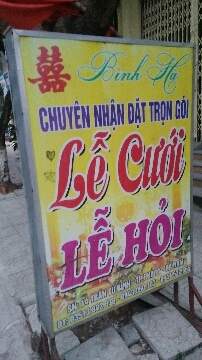 囍
Bình Hạ
CHUYÊN NHẬN ĐẶT TRỌN GÓI
Lễ Cưới
LỄ HỎI